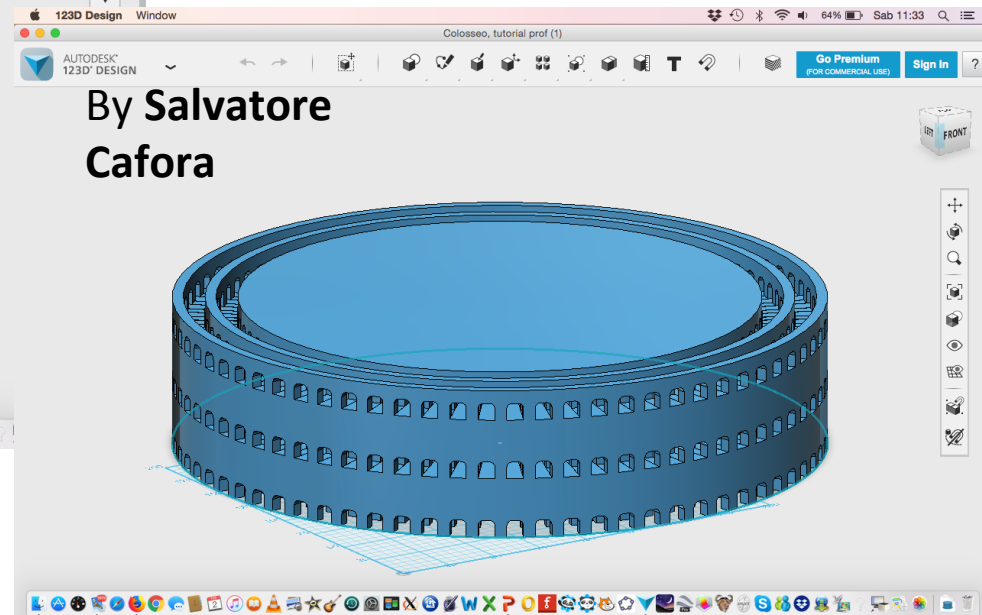 123D Design Window 64% Sab 11:33
Colosseo, tutorial prof (1)
AUTODESK®
123D® DESIGN
T
Go Premium
(FOR COMMERCIAL USE)
Sign In
?
By Salvatore
Cafora
LEFT FRONT